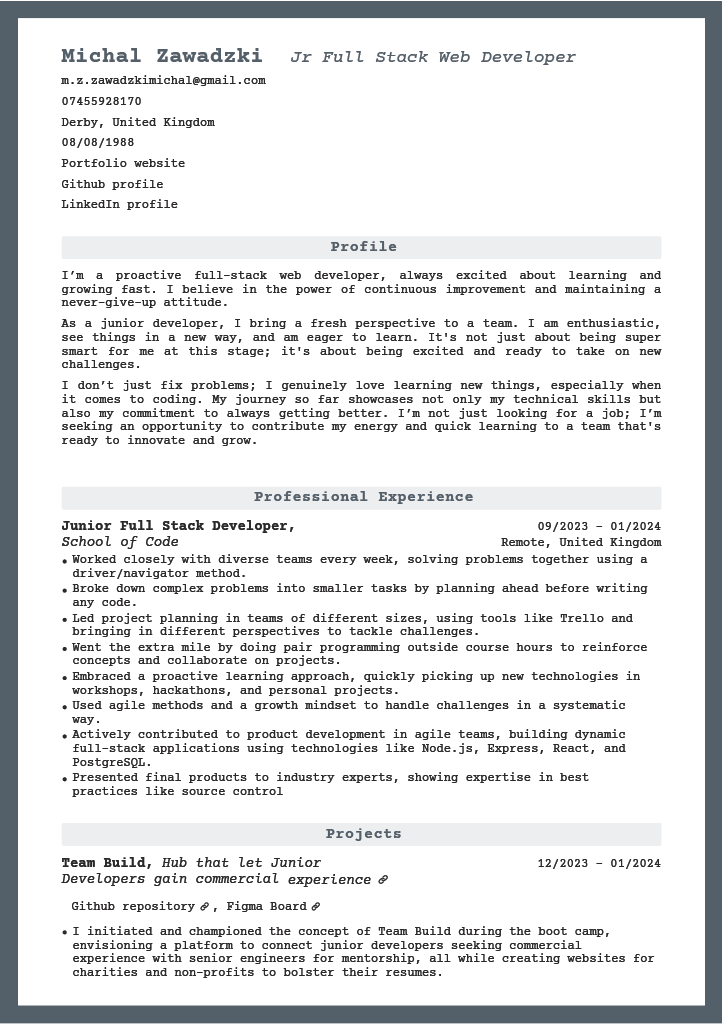 Michal Zawadzki Jr Full Stack Web Developer
m.z.zawadzkimichal@gmail.com
07455928170
Derby, United Kingdom
08/08/1988
Portfolio website
Github profile
LinkedIn profile
Profile
I’m a proactive full-stack web developer, always excited about learning and
growing fast. I believe in the power of continuous improvement and maintaining a
never-give-up attitude.
As a junior developer, I bring a fresh perspective to a team. I am enthusiastic,
see things in a new way, and am eager to learn. It's not just about being super
smart for me at this stage; it's about being excited and ready to take on new
challenges.
I don’t just fix problems; I genuinely love learning new things, especially when
it comes to coding. My journey so far showcases not only my technical skills but
also my commitment to always getting better. I’m not just looking for a job; I’m
seeking an opportunity to contribute my energy and quick learning to a team that's
ready to innovate and grow.
Professional Experience
Junior Full Stack Developer, 09/2023 – 01/2024
School of Code Remote, United Kingdom
• Worked closely with diverse teams every week, solving problems together using a
driver/navigator method.
• Broke down complex problems into smaller tasks by planning ahead before writing
any code.
• Led project planning in teams of different sizes, using tools like Trello and
bringing in different perspectives to tackle challenges.
• Went the extra mile by doing pair programming outside course hours to reinforce
concepts and collaborate on projects.
• Embraced a proactive learning approach, quickly picking up new technologies in
workshops, hackathons, and personal projects.
• Used agile methods and a growth mindset to handle challenges in a systematic
way.
• Actively contributed to product development in agile teams, building dynamic
full-stack applications using technologies like Node.js, Express, React, and
PostgreSQL.
• Presented final products to industry experts, showing expertise in best
practices like source control
Projects
Team Build, Hub that let Junior 12/2023 – 01/2024
Developers gain commercial experience
Github repository , Figma Board
• I initiated and championed the concept of Team Build during the boot camp,
envisioning a platform to connect junior developers seeking commercial
experience with senior engineers for mentorship, all while creating websites for
charities and non-profits to bolster their resumes.